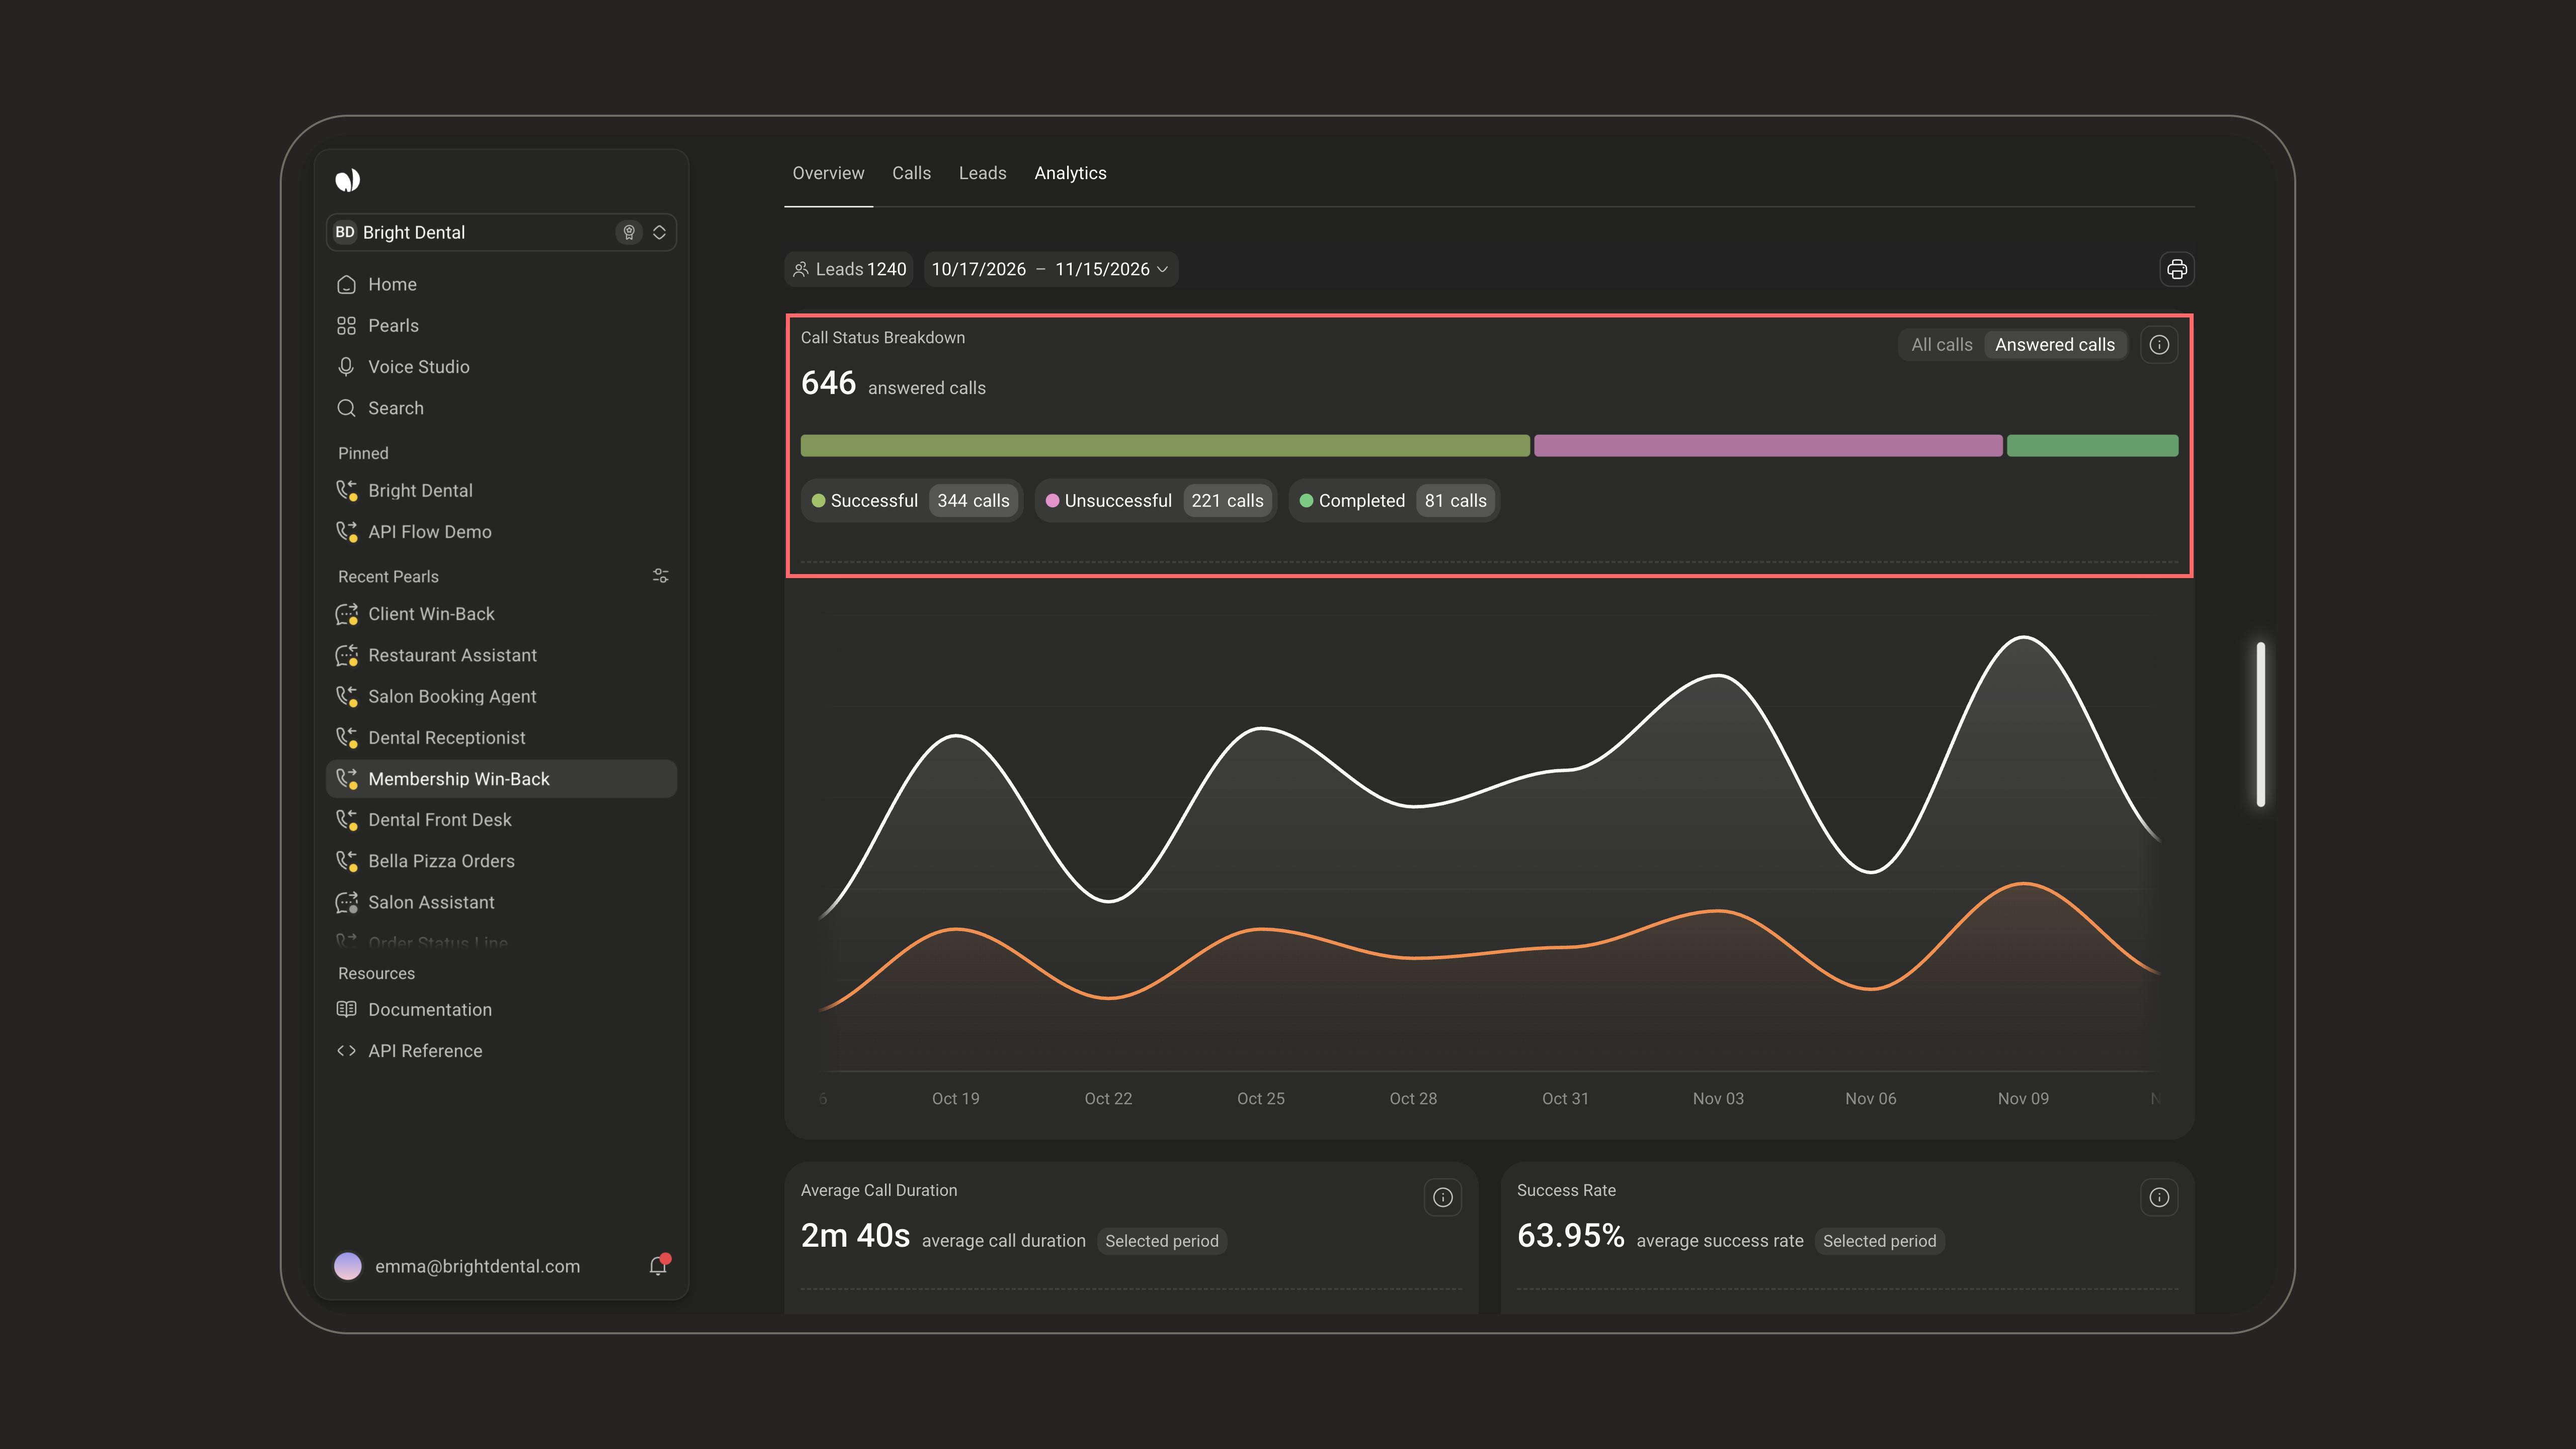 BD Bright Dental
Home
Pearls
Voice Studio
Search
Pinned
Bright Dental
API Flow Demo
Recent Pearls
Client Win-Back
Restaurant Assistant
Salon Booking Agent
Dental Receptionist
Membership Win-Back
Dental Front Desk
Bella Pizza Orders
Salon Assistant
Order Status Line
Resources
Documentation
API Reference
emma@brightdental.com
Overview Calls Leads Analytics
Leads 1240 10/17/2026 – 11/15/2026
Call Status Breakdown
All calls Answered calls
646 answered calls
Successful 344 calls Unsuccessful 221 calls Completed 81 calls
6 Oct 19 Oct 22 Oct 25 Oct 28 Oct 31 Nov 03 Nov 06 Nov 09 N
Average Call Duration
2m 40s average call duration Selected period
Success Rate
63.95% average success rate Selected period